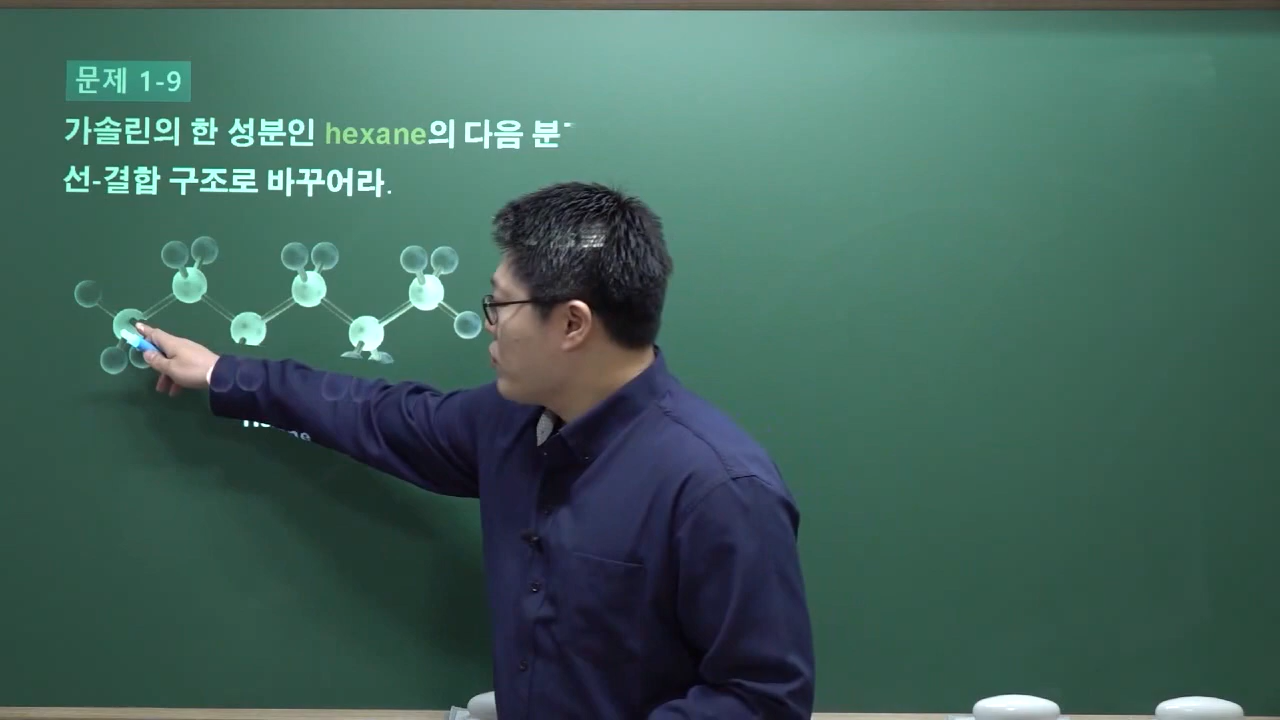 문제 1-9
가솔린의 한 성분인 hexane의 다음
선-결합 구조로 바꾸어라.